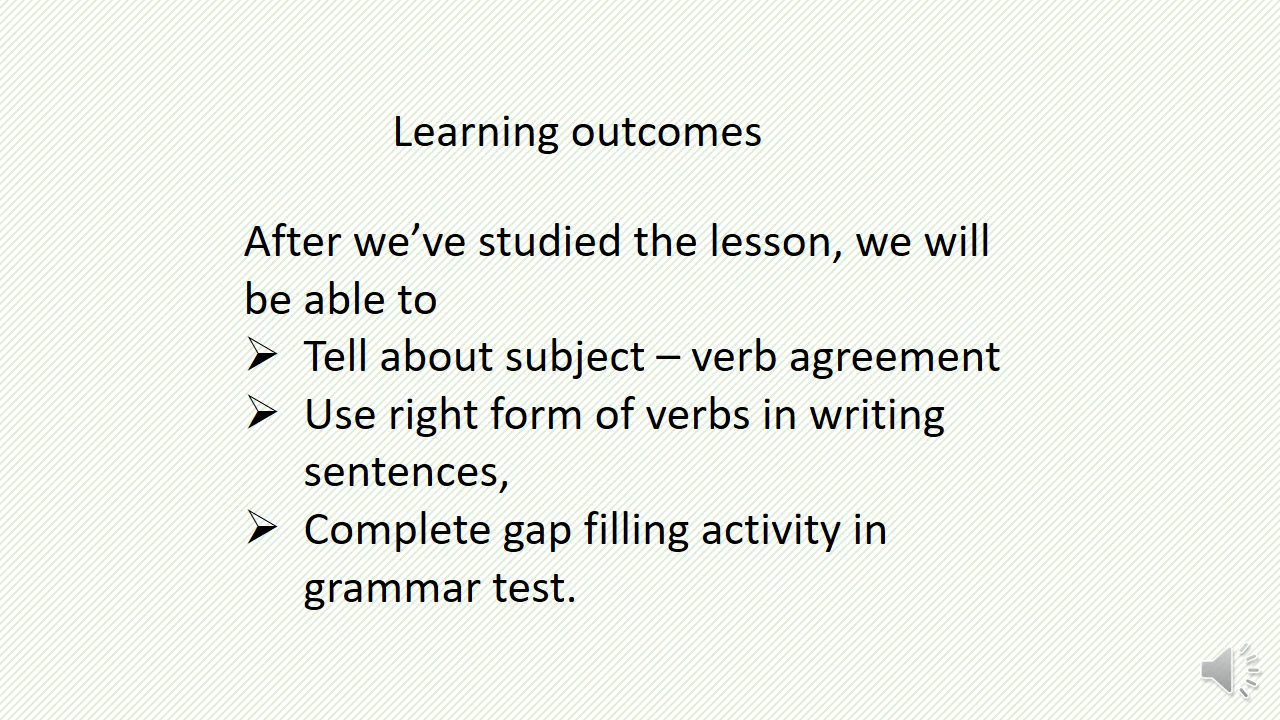 Learning outcomes
After we’ve studied the lesson, we will
be able to
➢ Tell about subject – verb agreement
➢ Use right form of verbs in writing
sentences,
➢ Complete gap filling activity in
grammar test.